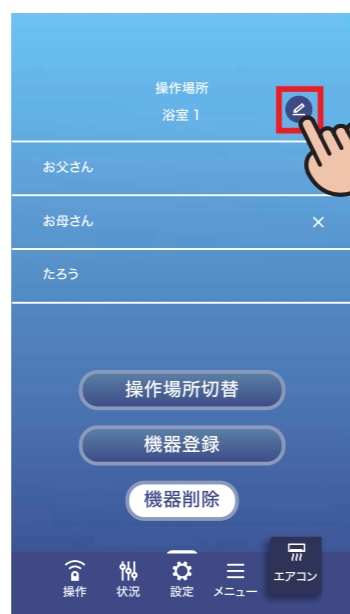 操作場所
浴室 1
お父さん
お母さん ×
たろう
操作場所切替
機器登録
機器削除
操作 状況 設定 メニュー エアコン